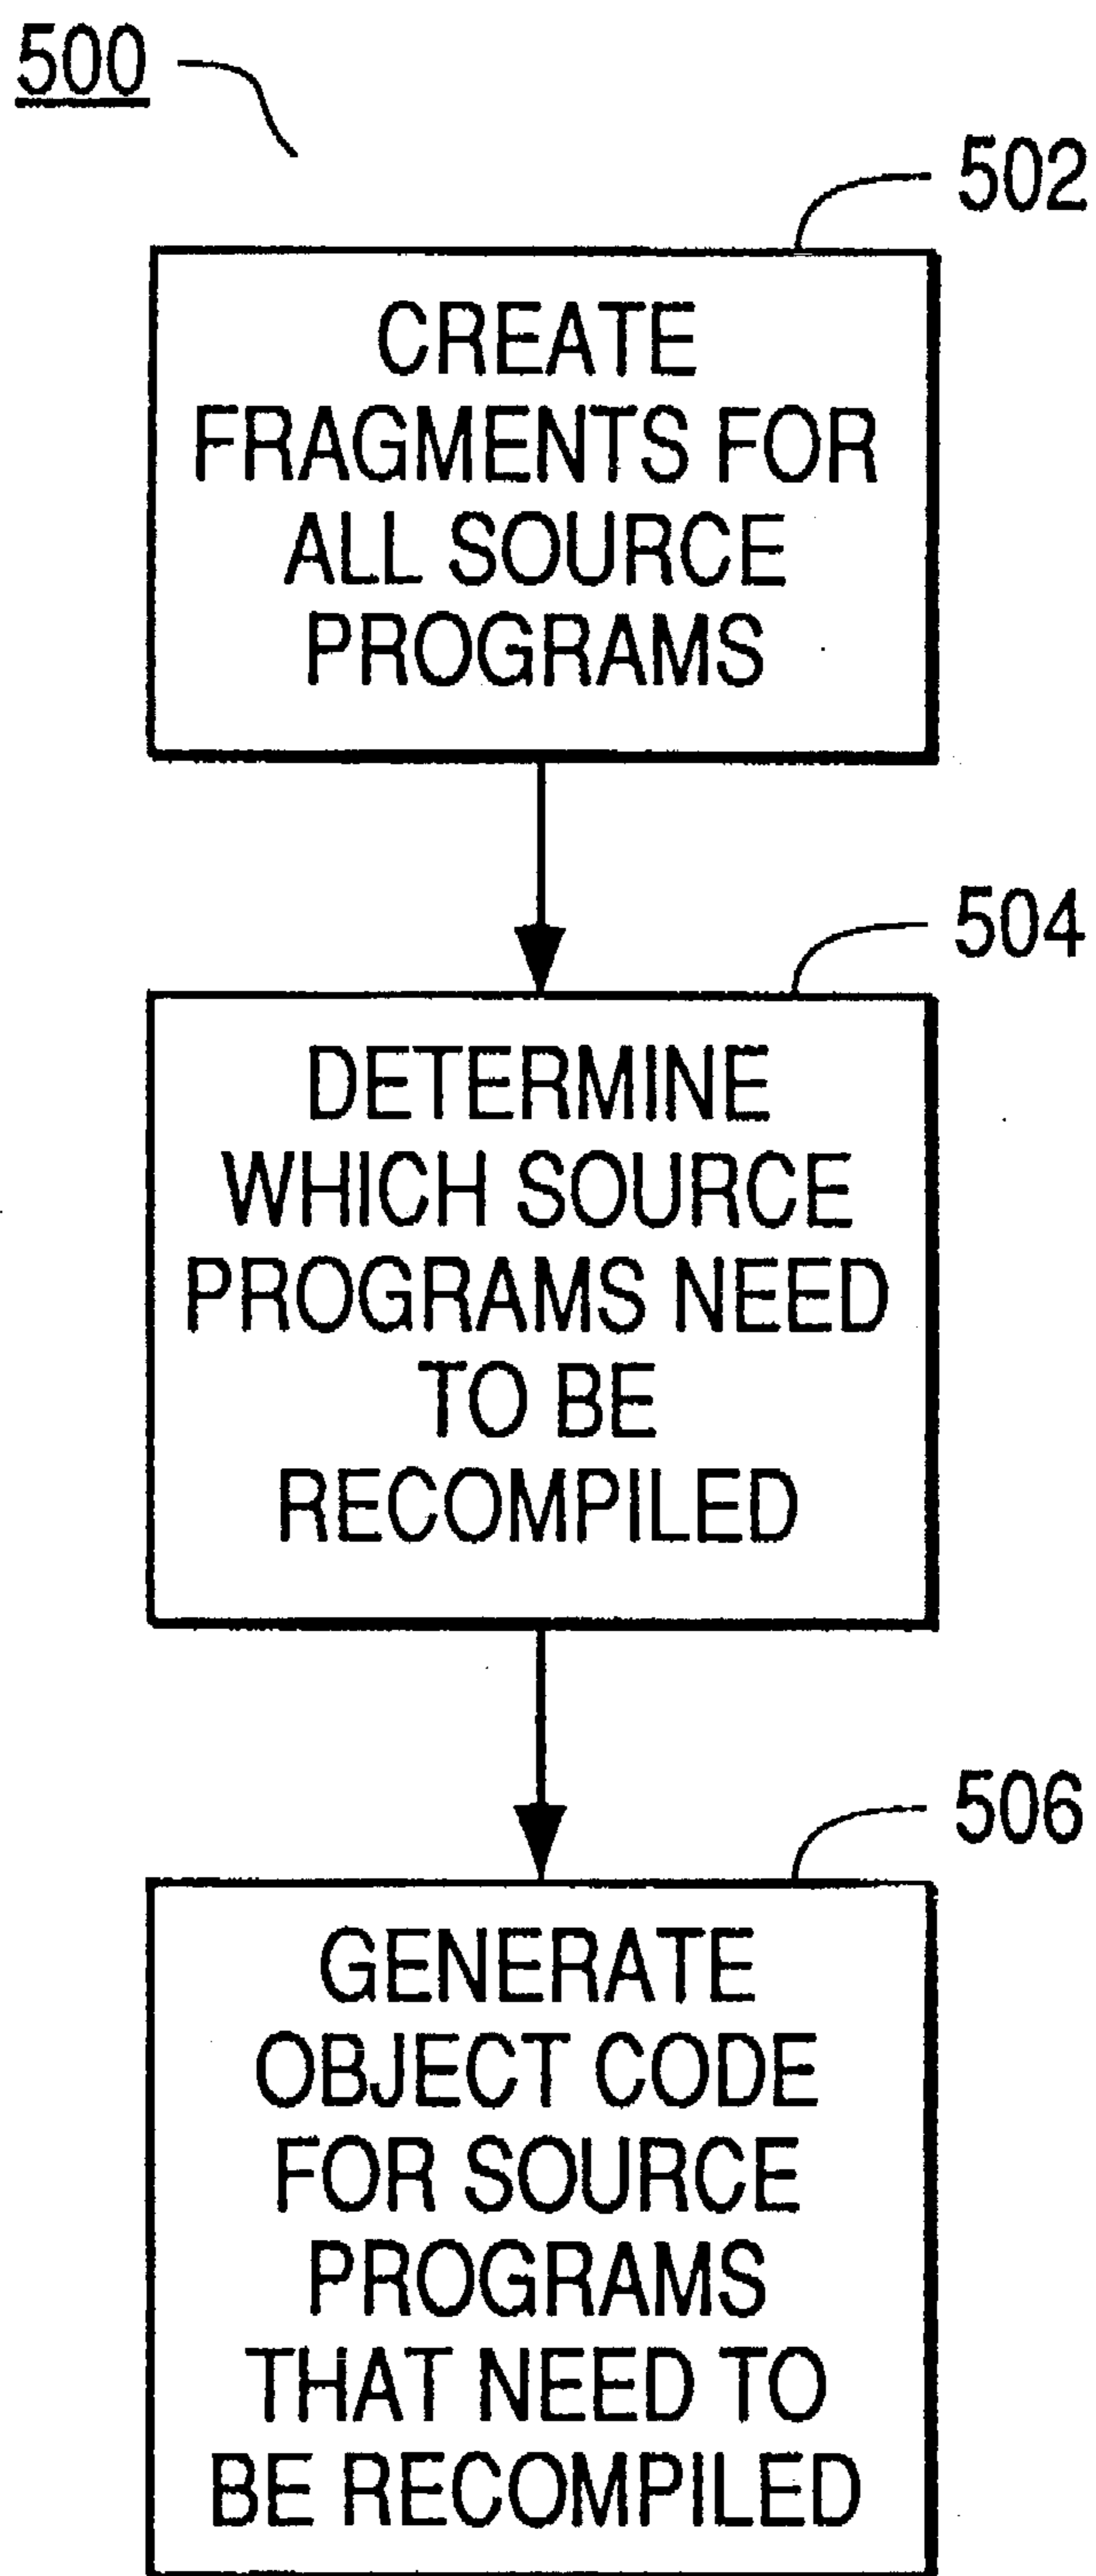 500
502
CREATE
FRAGMENTS FOR
ALL SOURCE
PROGRAMS
504
DETERMINE
WHICH SOURCE
PROGRAMS NEED
TO BE
RECOMPILED
506
GENERATE
OBJECT CODE
FOR SOURCE
PROGRAMS
THAT NEED TO
BE RECOMPILED